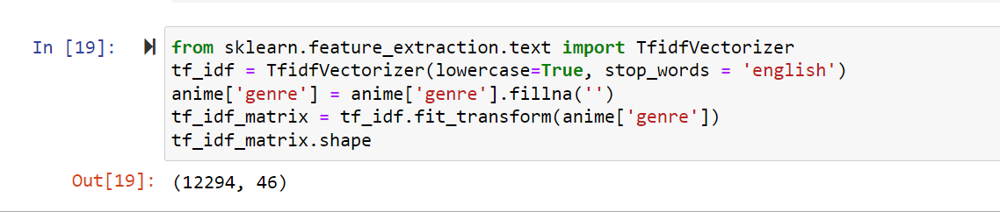 In [19]:
from sklearn.feature_extraction.text import TfidfVectorizer
tf_idf = TfidfVectorizer(lowercase=True, stop_words = 'english')
anime['genre'] = anime['genre'].fillna('')
tf_idf_matrix = tf_idf.fit_transform(anime['genre'])
tf_idf_matrix.shape
Out[19]: (12294, 46)